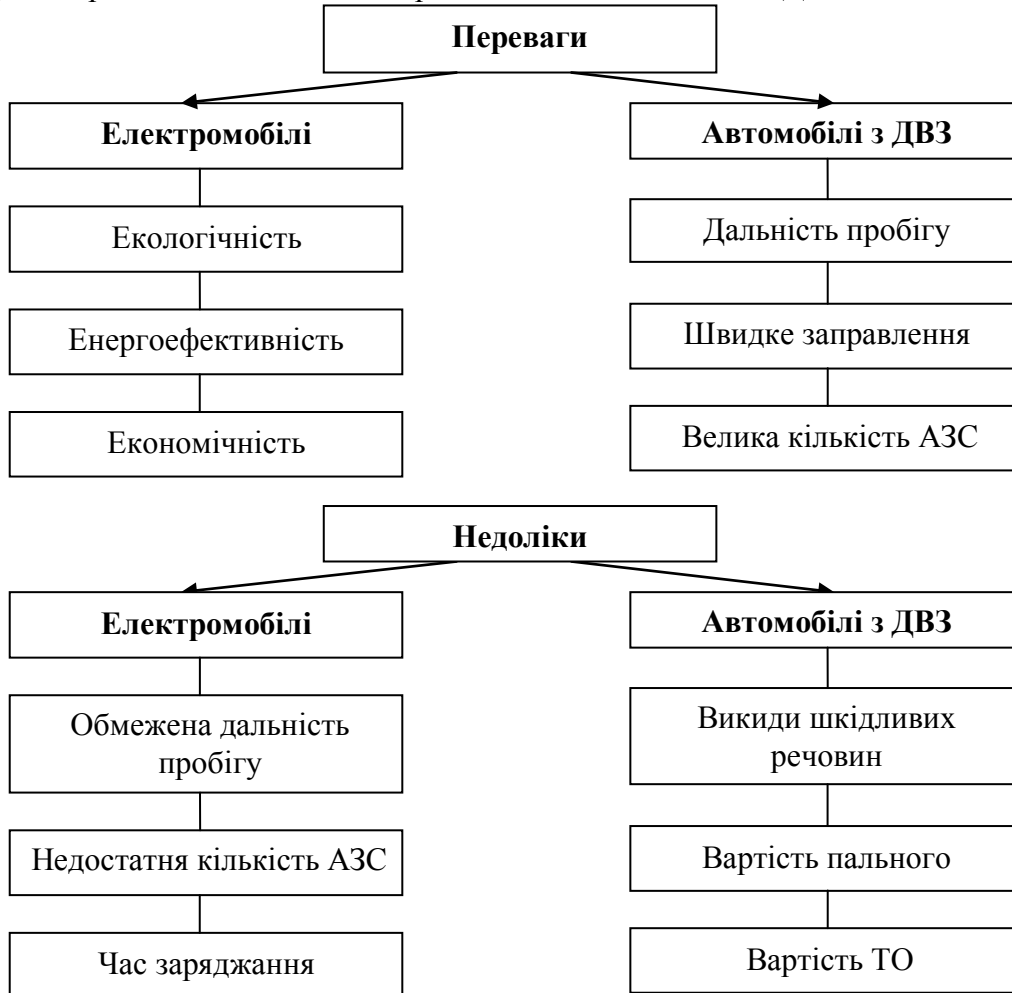 Переваги
Електромобілі
Автомобілі з ДВЗ
Екологічність
Дальність пробігу
Енергоефективність
Швидке заправлення
Економічність
Велика кількість АЗС
Недоліки
Електромобілі
Автомобілі з ДВЗ
Обмежена дальність
пробігу
Викиди шкідливих
речовин
Недостатня кількість АЗС
Вартість пального
Час заряджання
Вартість ТО